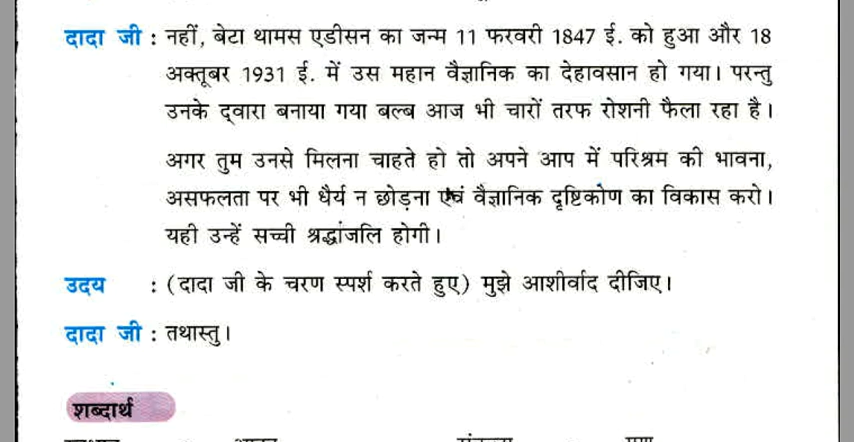 दादा जी : नहीं, बेटा थामस एडीसन का जन्म 11 फरवरी 1847 ई. को हुआ और 18
अक्तूबर 1931 ई. में उस महान वैज्ञानिक का देहावसान हो गया। परन्तु
उनके द्वारा बनाया गया बल्ब आज भी चारों तरफ रोशनी फैला रहा है।
अगर तुम उनसे मिलना चाहते हो तो अपने आप में परिश्रम की भावना,
असफलता पर भी धैर्य न छोड़ना एवं वैज्ञानिक दृष्टिकोण का विकास करो।
यही उन्हें सच्ची श्रद्धांजलि होगी।
उदय : (दादा जी के चरण स्पर्श करते हुए) मुझे आशीर्वाद दीजिए।
दादा जी : तथास्तु।
शब्दार्थ